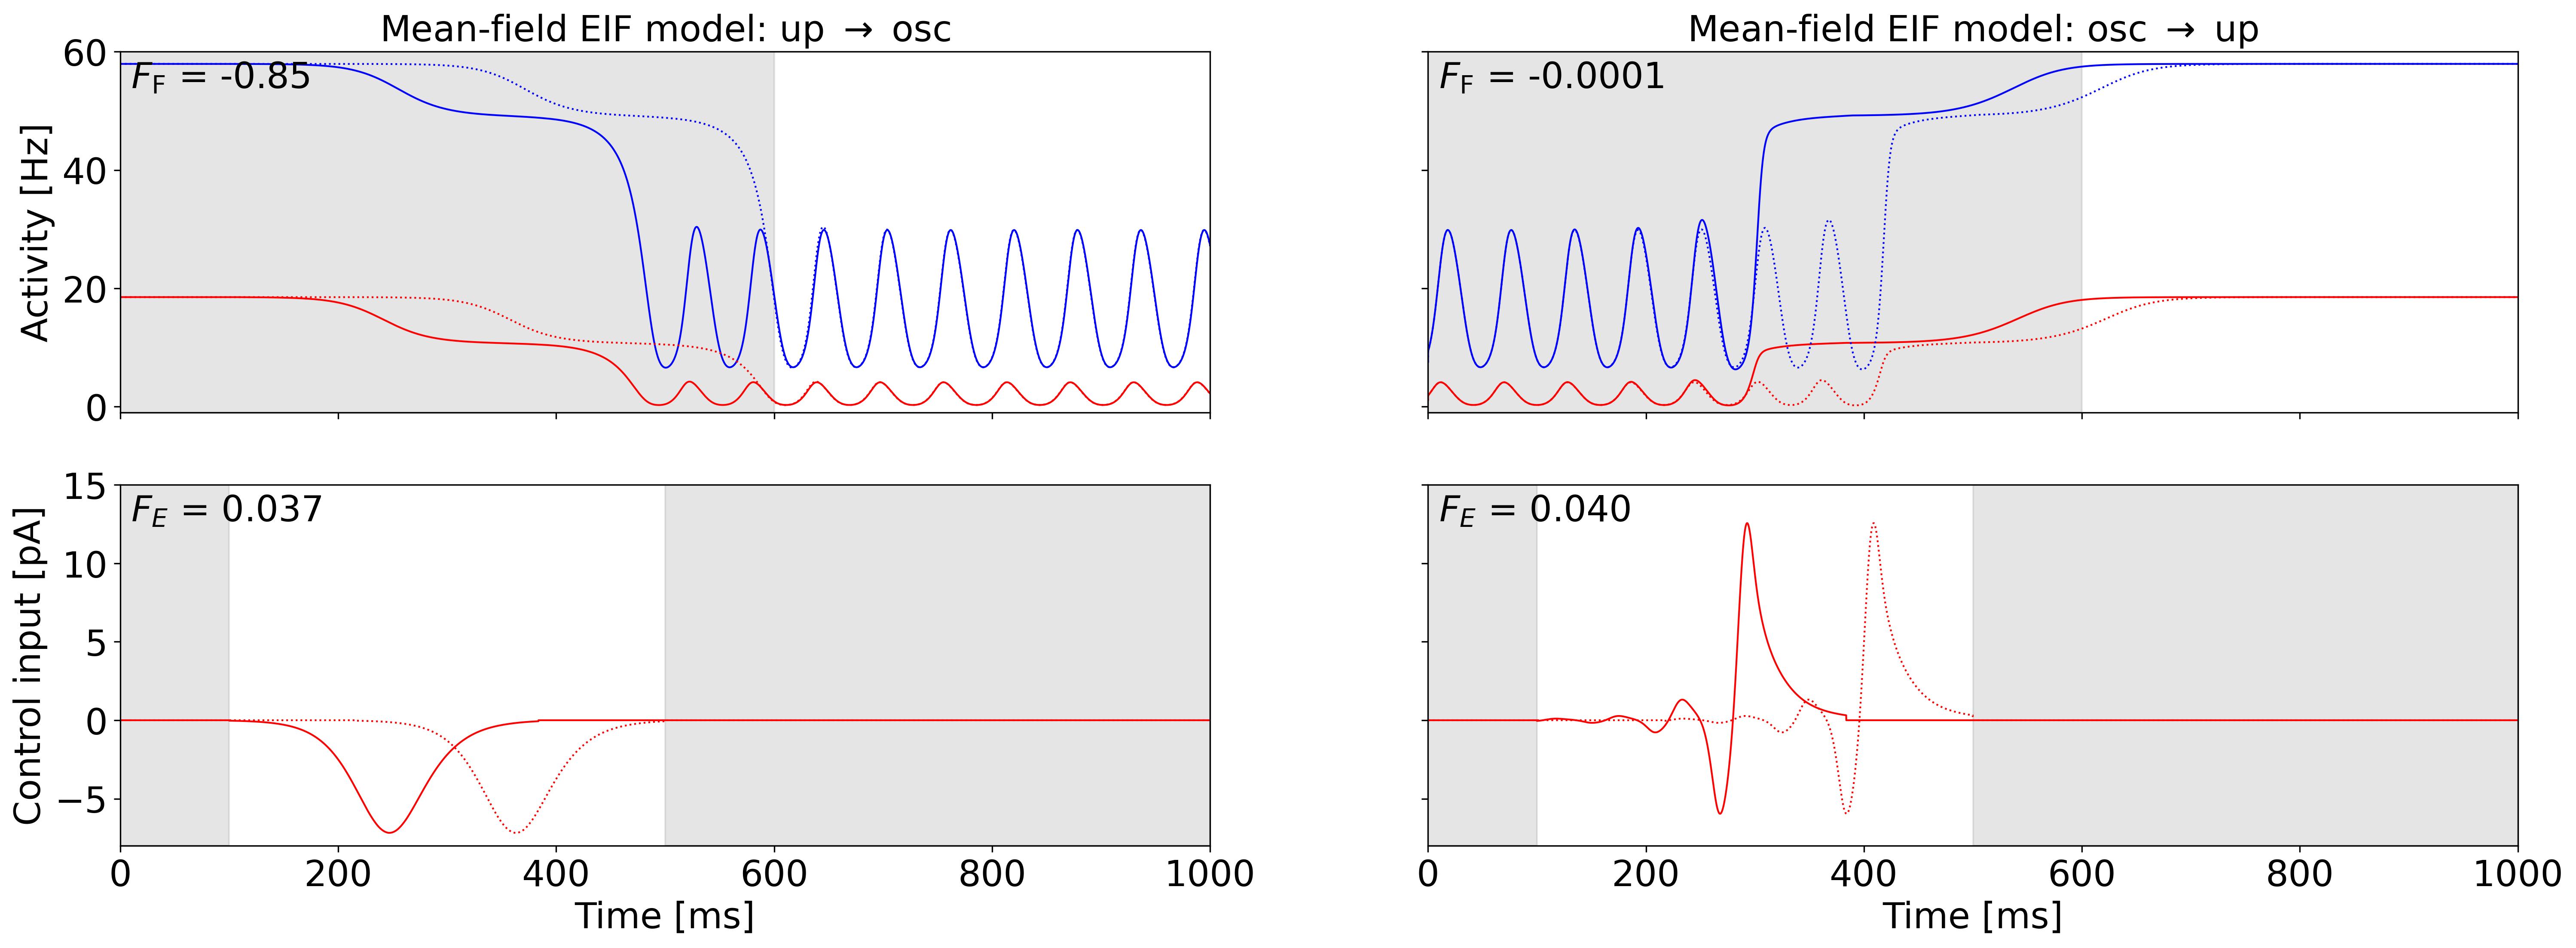 Mean-field EIF model: up → osc
Mean-field EIF model: osc → up
60
40
20
0
Activity [Hz]
F_F = -0.85
F_F = -0.0001
15
10
5
0
−5
Control input [pA]
F_E = 0.037
F_E = 0.040
0 200 400 600 800 1000
0 200 400 600 800 1000
Time [ms]
Time [ms]